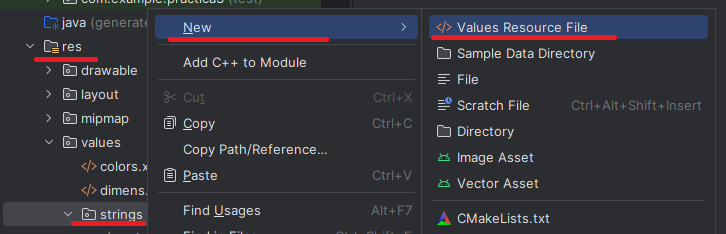 com.example.practica3 (test)
java (generate
res
drawable
layout
mipmap
values
colors.x
dimens.
strings
New
Add C++ to Module
Cut Ctrl+X
Copy Ctrl+C
Copy Path/Reference...
Paste Ctrl+V
Find Usages Alt+F7
Values Resource File
Sample Data Directory
File
Scratch File Ctrl+Alt+Shift+Insert
Directory
Image Asset
Vector Asset
CMakeLists.txt